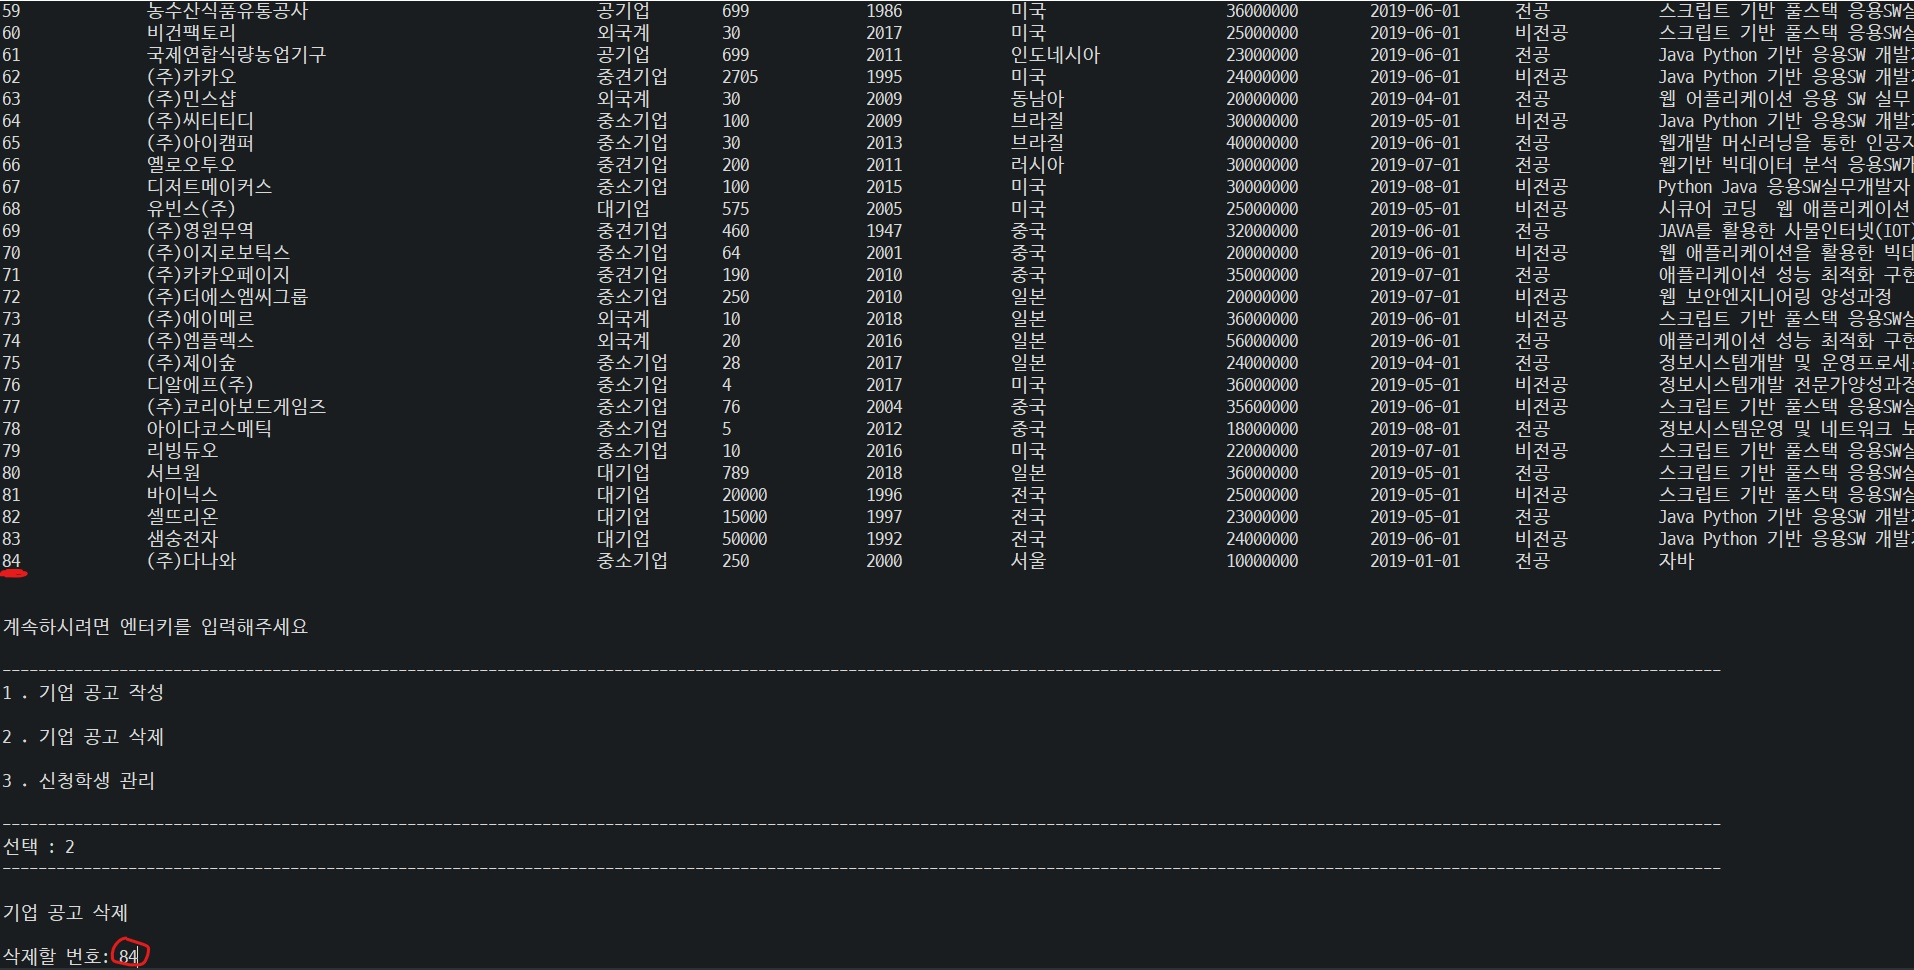 59 농수산식품유통공사 공기업 699 1986 미국 36000000 2019-06-01 전공 스크립트 기반 풀스택 응용SW실
60 비건팩토리 외국계 30 2017 미국 25000000 2019-06-01 비전공 스크립트 기반 풀스택 응용SW실
61 국제연합식량농업기구 공기업 699 2011 인도네시아 23000000 2019-06-01 전공 Java Python 기반 응용SW 개발자
62 (주)카카오 중견기업 2705 1995 미국 24000000 2019-06-01 비전공 Java Python 기반 응용SW 개발자
63 (주)민스샵 외국계 30 2009 동남아 20000000 2019-04-01 전공 웹 어플리케이션 응용 SW 실무
64 (주)씨티티디 중소기업 100 2009 브라질 30000000 2019-05-01 비전공 Java Python 기반 응용SW 개발자
65 (주)아이캠퍼 중소기업 30 2013 브라질 40000000 2019-06-01 전공 웹개발 머신러닝을 통한 인공지
66 옐로오투오 중견기업 200 2011 러시아 30000000 2019-07-01 전공 웹기반 빅데이터 분석 응용SW개
67 디저트메이커스 중소기업 100 2015 미국 30000000 2019-08-01 비전공 Python Java 응용SW실무개발자
68 유빈스(주) 대기업 575 2005 미국 25000000 2019-05-01 비전공 시큐어 코딩  웹 애플리케이션
69 (주)영원무역 중견기업 460 1947 중국 32000000 2019-06-01 전공 JAVA를 활용한 사물인터넷(IOT)
70 (주)이지로보틱스 중소기업 64 2001 중국 20000000 2019-06-01 비전공 웹 애플리케이션을 활용한 빅데
71 (주)카카오페이지 중견기업 190 2010 중국 35000000 2019-07-01 전공 애플리케이션 성능 최적화 구현
72 (주)더에스엠씨그룹 중소기업 250 2010 일본 20000000 2019-07-01 비전공 웹 보안엔지니어링 양성과정
73 (주)에이메르 외국계 10 2018 일본 36000000 2019-06-01 비전공 스크립트 기반 풀스택 응용SW실
74 (주)엠플렉스 외국계 20 2016 일본 56000000 2019-06-01 전공 애플리케이션 성능 최적화 구현
75 (주)제이숲 중소기업 28 2017 일본 24000000 2019-04-01 전공 정보시스템개발 및 운영프로세스
76 디알에프(주) 중소기업 4 2017 미국 36000000 2019-05-01 비전공 정보시스템개발 전문가양성과정
77 (주)코리아보드게임즈 중소기업 76 2004 중국 35600000 2019-06-01 비전공 스크립트 기반 풀스택 응용SW실
78 아이다코스메틱 중소기업 5 2012 중국 18000000 2019-08-01 전공 정보시스템운영 및 네트워크 보
79 리빙듀오 중소기업 10 2016 미국 22000000 2019-07-01 비전공 스크립트 기반 풀스택 응용SW실
80 서브원 대기업 789 2018 일본 36000000 2019-05-01 전공 스크립트 기반 풀스택 응용SW실
81 바이닉스 대기업 20000 1996 전국 25000000 2019-05-01 비전공 스크립트 기반 풀스택 응용SW실
82 셀뜨리온 대기업 15000 1997 전국 23000000 2019-05-01 전공 Java Python 기반 응용SW 개발자
83 샘숭전자 대기업 50000 1992 전국 24000000 2019-06-01 비전공 Java Python 기반 응용SW 개발자
84 (주)다나와 중소기업 250 2000 서울 10000000 2019-01-01 전공 자바
계속하시려면 엔터키를 입력해주세요
1 . 기업 공고 작성
2 . 기업 공고 삭제
3 . 신청학생 관리
선택 : 2
기업 공고 삭제
삭제할 번호: 84